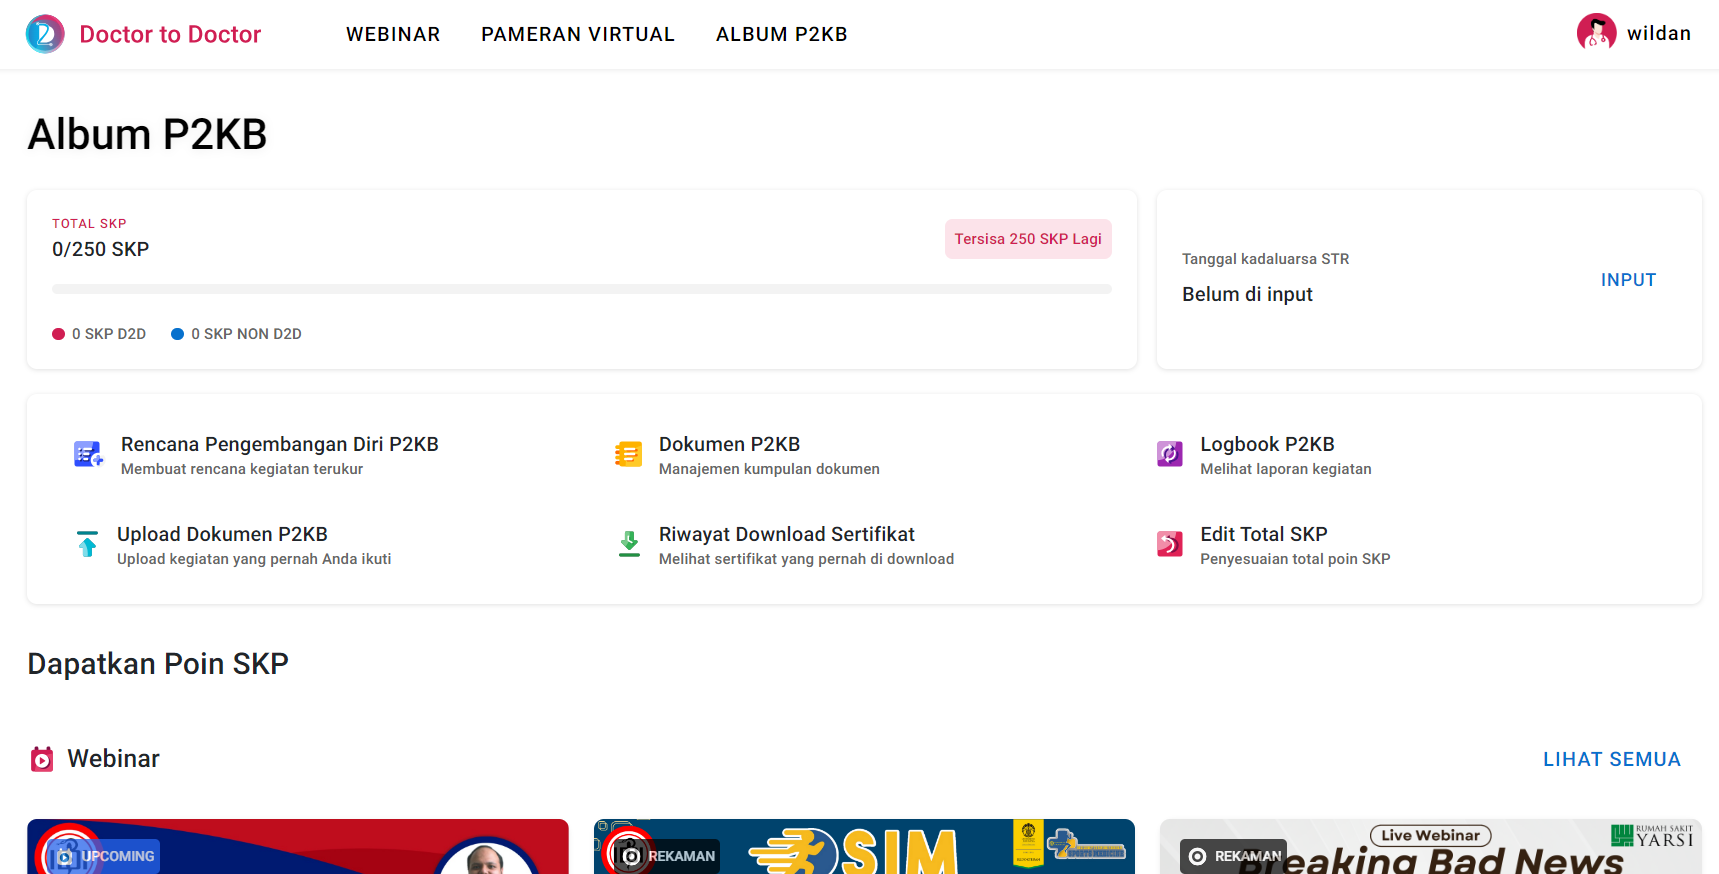 Doctor to Doctor
WEBINAR
PAMERAN VIRTUAL
ALBUM P2KB
wildan
Album P2KB
TOTAL SKP
0/250 SKP
Tersisa 250 SKP Lagi
0 SKP D2D
0 SKP NON D2D
Tanggal kadaluarsa STR
Belum di input
INPUT
Rencana Pengembangan Diri P2KB
Membuat rencana kegiatan terukur
Dokumen P2KB
Manajemen kumpulan dokumen
Logbook P2KB
Melihat laporan kegiatan
Upload Dokumen P2KB
Upload kegiatan yang pernah Anda ikuti
Riwayat Download Sertifikat
Melihat sertifikat yang pernah di download
Edit Total SKP
Penyesuaian total poin SKP
Dapatkan Poin SKP
Webinar
LIHAT SEMUA
UPCOMING
REKAMAN
SIM
REKAMAN
Live Webinar
RUMAH SAKIT
YARSI
Breaking Bad News